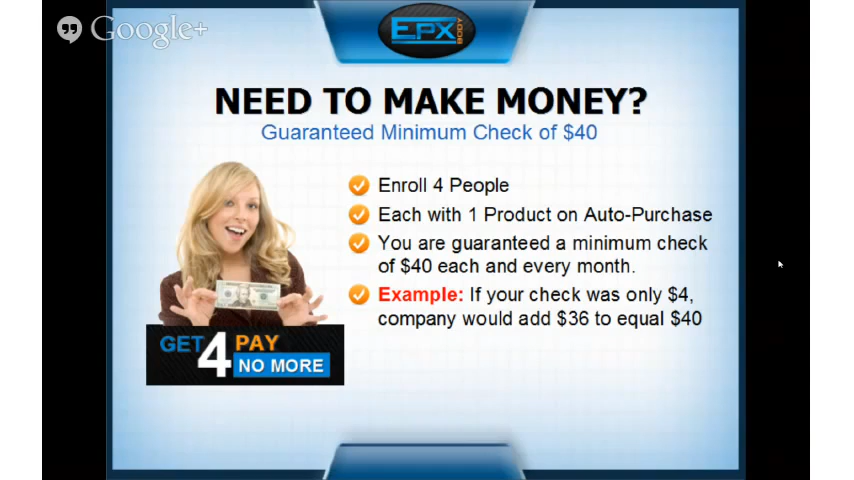 Google+
EPX
BODY
NEED TO MAKE MONEY?
Guaranteed Minimum Check of $40
Enroll 4 People
Each with 1 Product on Auto-Purchase
You are guaranteed a minimum check
of $40 each and every month.
Example: If your check was only $4,
company would add $36 to equal $40
GET 4 PAY
NO MORE